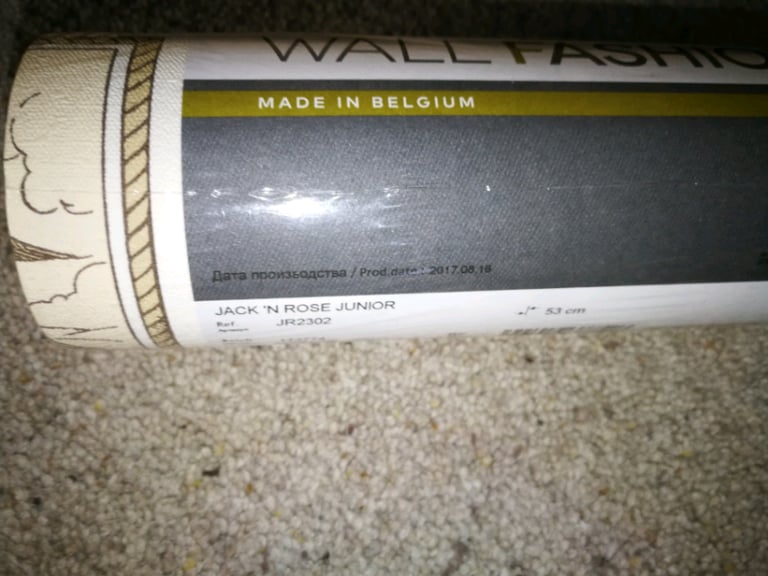 WALL FASHIO
MADE IN BELGIUM
Дата производства / Prod.date : 2017.08.18
JACK 'N ROSE JUNIOR
Ref. JR2302
53 cm